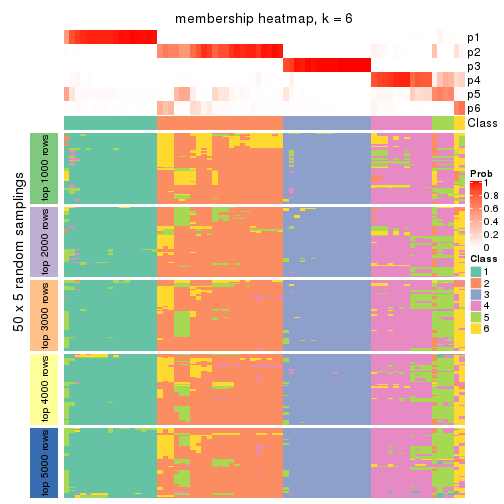 membership heatmap, k = 6
p1
p2
p3
p4
p5
p6
Class
50 x 5 random samplings
top 1000 rows
top 2000 rows
top 3000 rows
top 4000 rows
top 5000 rows
Prob
1
0.8
0.6
0.4
0.2
0
Class
1
2
3
4
5
6